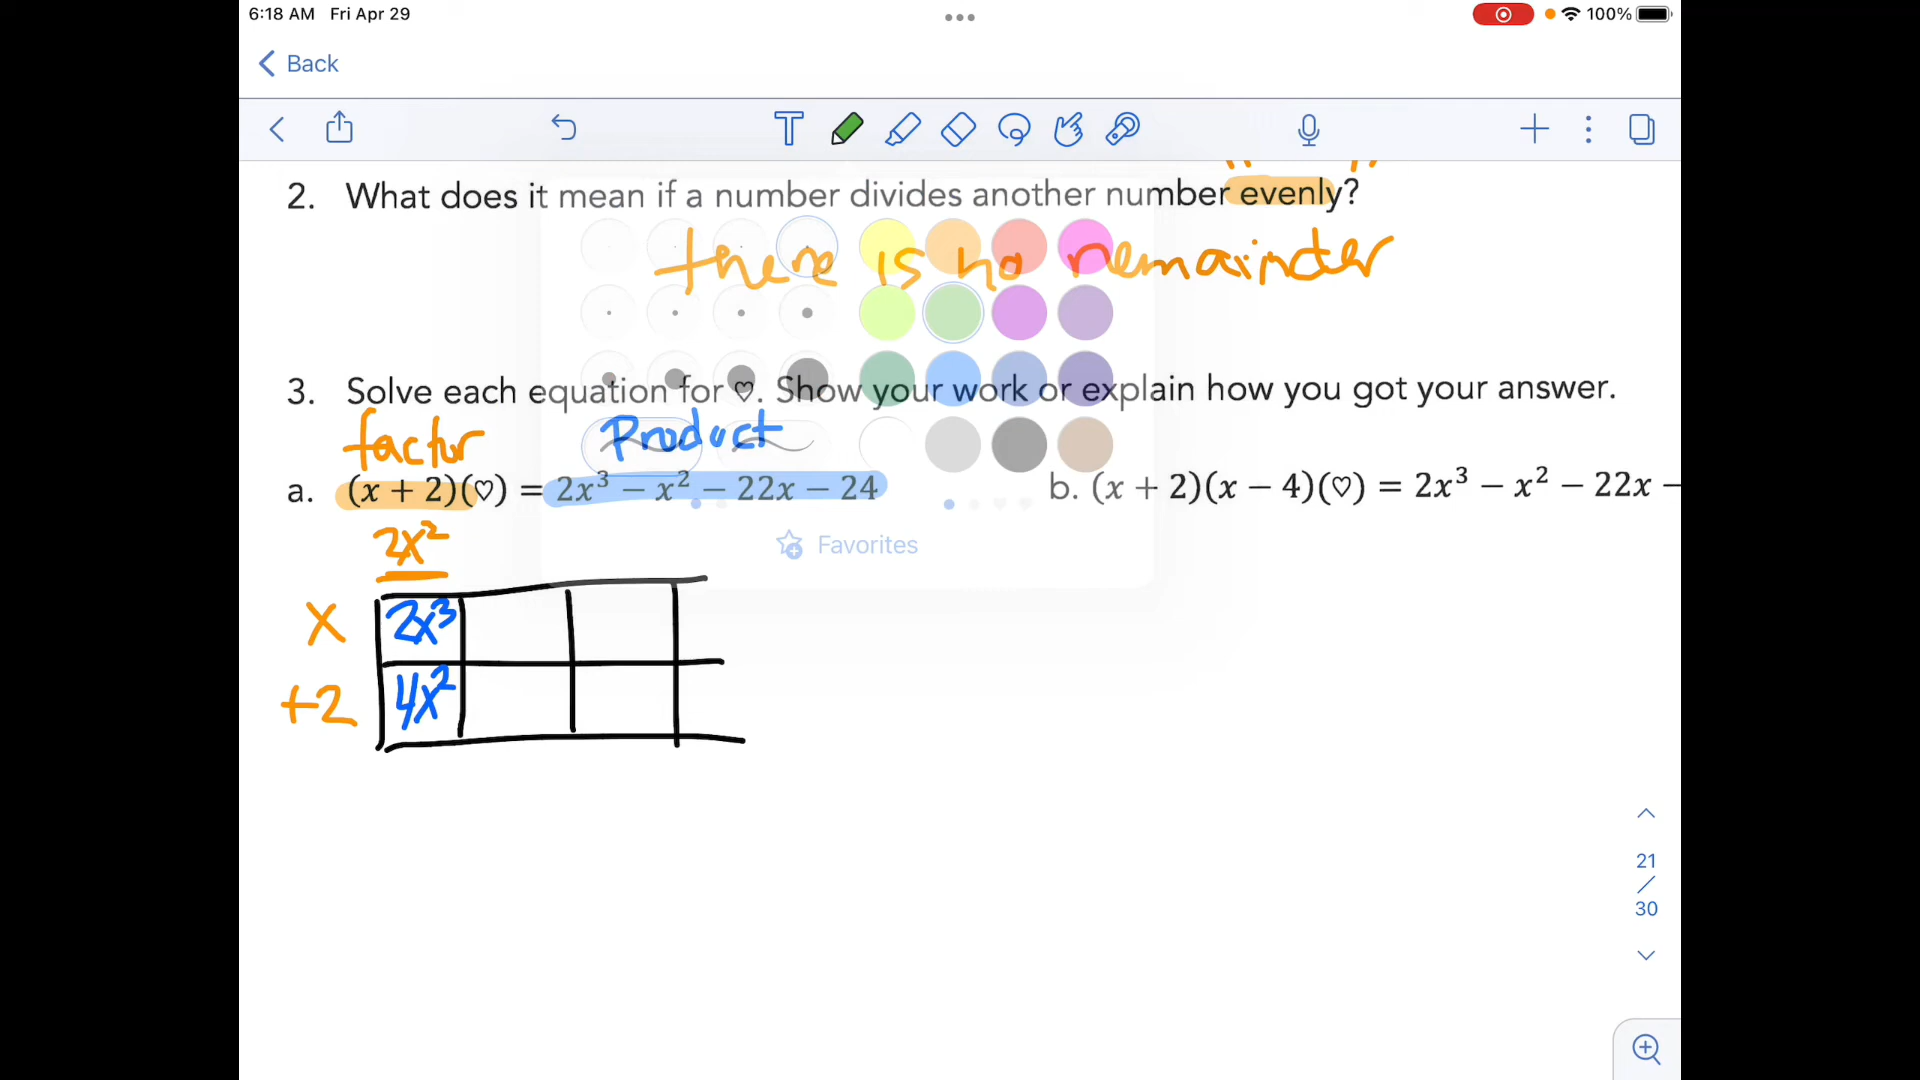 6:18 AM Fri Apr 29
100%
Back
2. What does it mean if a number divides another number evenly?
there is no remainder
3. Solve each equation for ♡. Show your work or explain how you got your answer.
factor Product
a. (x + 2)(♡) = 2x³ − x² − 22x − 24 b. (x + 2)(x − 4)(♡) = 2x³ − x² − 22x −
Favorites
2x²
x 2x³
+2 4x²
21
/
30